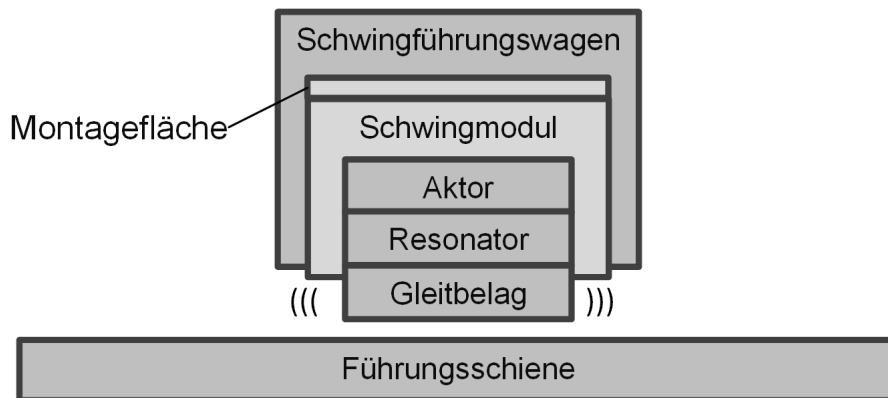 Schwingführungswagen
Montagefläche
Schwingmodul
Aktor
Resonator
((( Gleitbelag )))
Führungsschiene